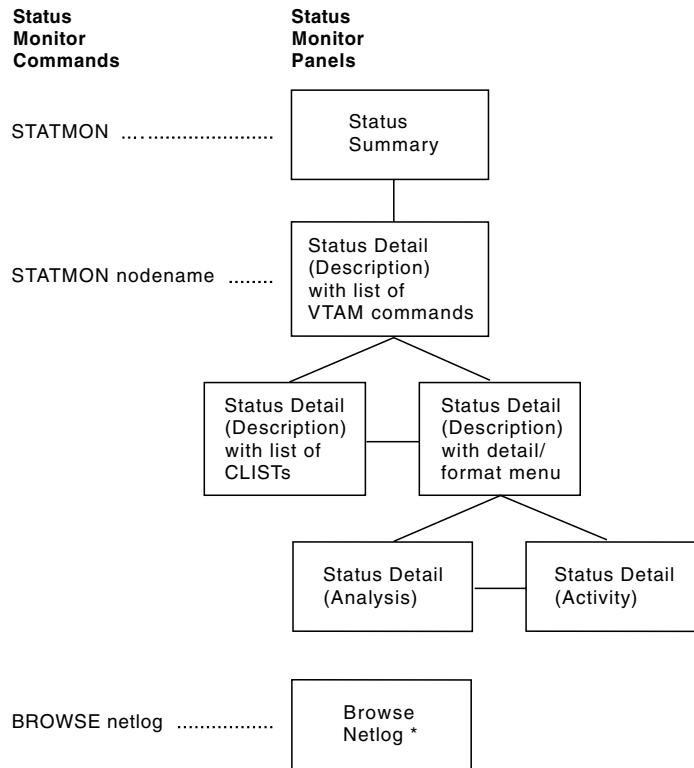 Status
Monitor
Commands
Status
Monitor
Panels
STATMON .... .......................
Status
Summary
STATMON nodename ........
Status Detail
(Description)
with list of
VTAM commands
Status Detail
(Description)
with list of
CLISTs
Status Detail
(Description)
with detail/
format menu
Status Detail
(Analysis)
Status Detail
(Activity)
BROWSE netlog .................
Browse
Netlog *